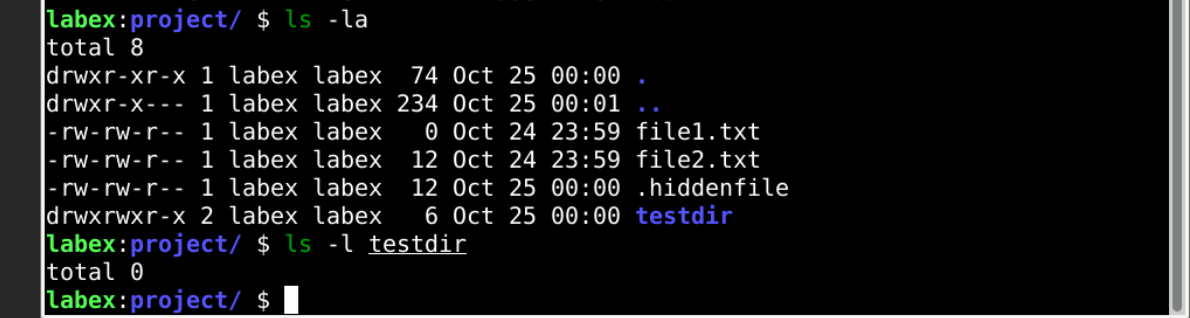 labex:project/ $ ls -la
total 8
drwxr-xr-x 1 labex labex  74 Oct 25 00:00 .
drwxr-x--- 1 labex labex 234 Oct 25 00:01 ..
-rw-rw-r-- 1 labex labex   0 Oct 24 23:59 file1.txt
-rw-rw-r-- 1 labex labex  12 Oct 24 23:59 file2.txt
-rw-rw-r-- 1 labex labex  12 Oct 25 00:00 .hiddenfile
drwxrwxr-x 2 labex labex   6 Oct 25 00:00 testdir
labex:project/ $ ls -l testdir
total 0
labex:project/ $